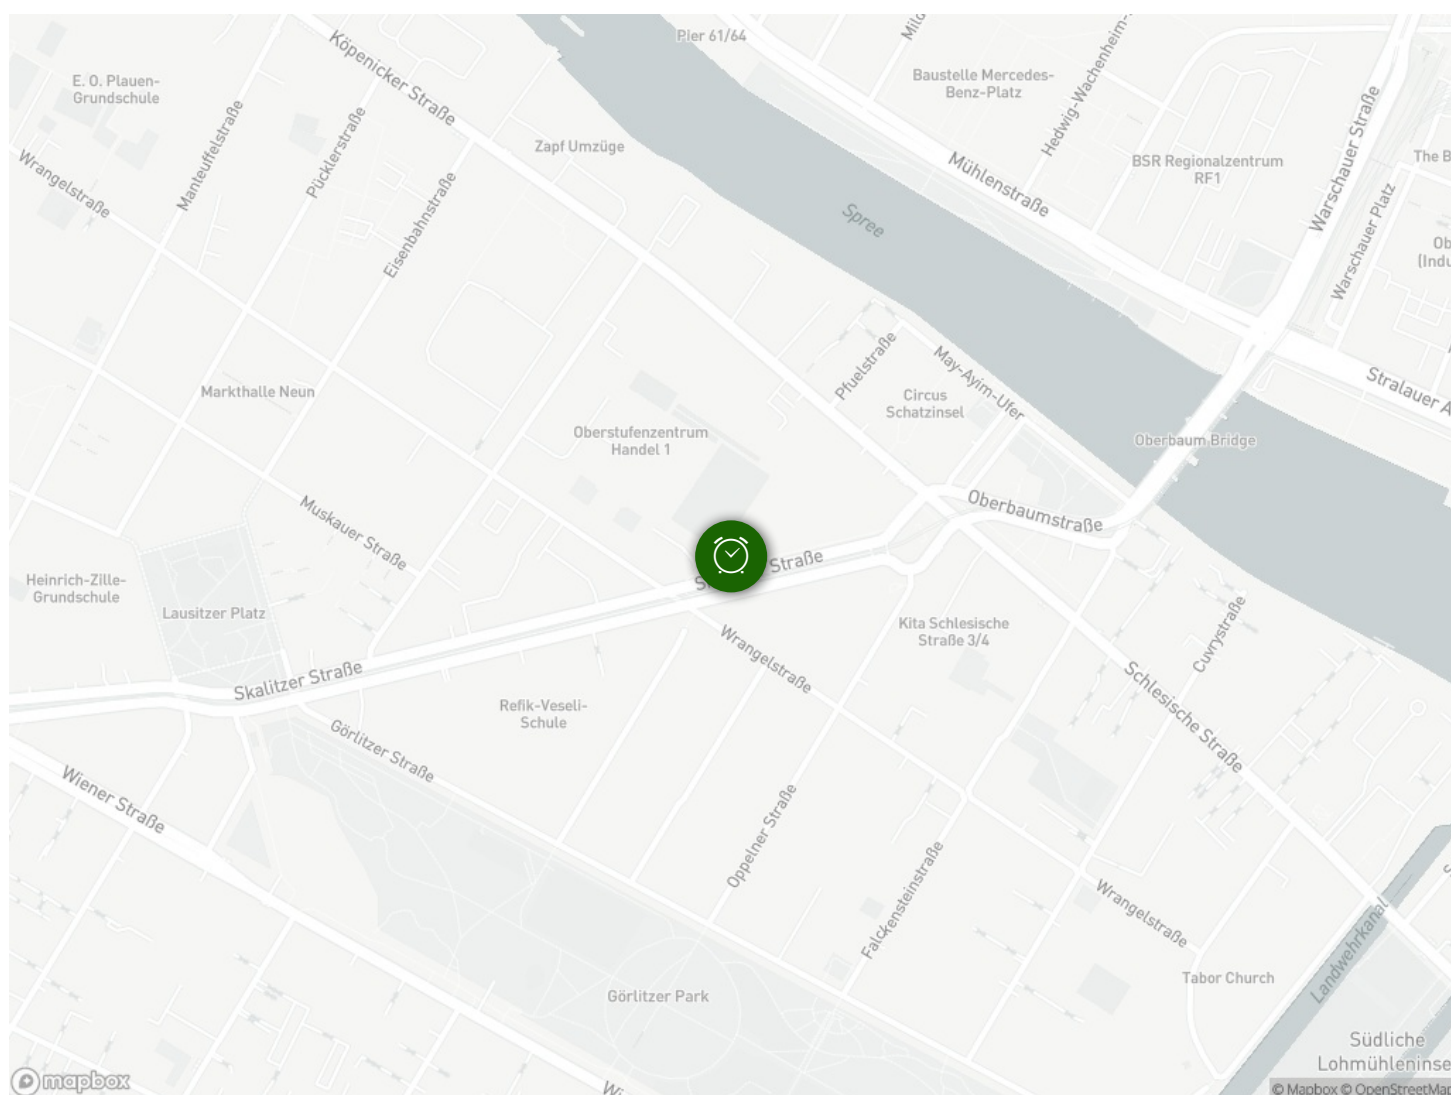 Pier 61/64
Köpenicker Straße
E. O. Plauen-
Grundschule
Baustelle Mercedes-
Benz-Platz
Hedwig-Wachenheim-
Manteuffelstraße
Pücklerstraße
Zapf Umzüge
Warschauer Straße
Wrangelstraße
Eisenbahnstraße
Mühlenstraße
BSR Regionalzentrum
RF1
The B
Spree
Warschauer Platz
Ob
(Indu
Markthalle Neun
Pfuelstraße
May-Ayim-Ufer
Circus
Schatzinsel
Stralauer A
Oberstufenzentrum
Handel 1
Oberbaum Bridge
Muskauer Straße
Oberbaumstraße
Straße
Heinrich-Zille-
Grundschule
Lausitzer Platz
Kita Schlesische
Straße 3/4
Cuvrystraße
Wrangelstraße
Skalitzer Straße
Schlesische Straße
Refik-Veseli-
Schule
Görlitzer Straße
Wiener Straße
Oppelner Straße
Falckensteinstraße
Wrangelstraße
Landwehrkanal
Tabor Church
Görlitzer Park
Südliche
Lohmühleninse
mapbox
© Mapbox © OpenStreetMap